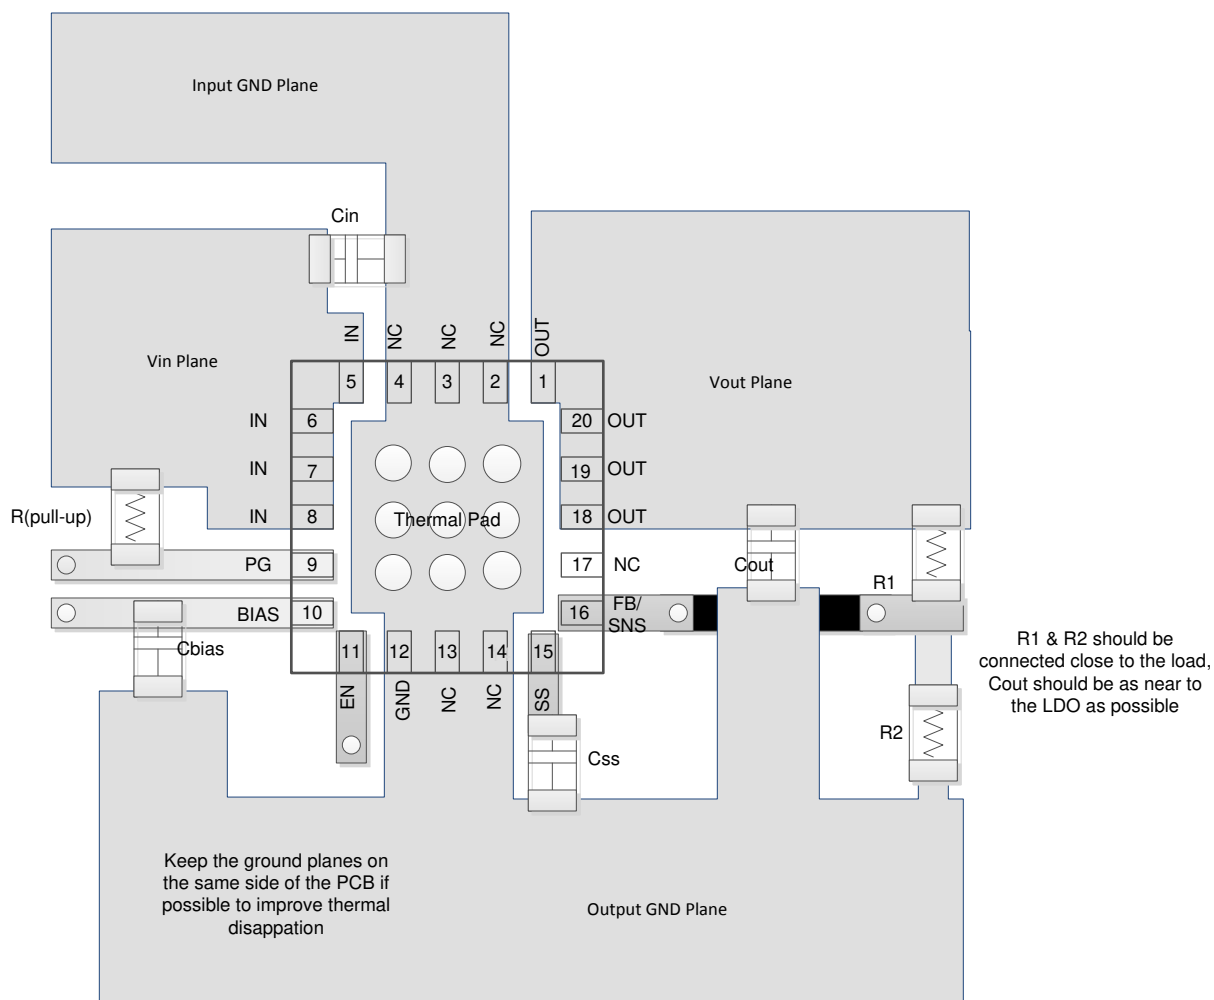 Input GND Plane
Cin
IN
NC
NC
NC
OUT
Vin Plane
Vout Plane
5
4
3
2
1
IN
6
20
OUT
IN
7
19
OUT
R(pull-up)
IN
8
Thermal Pad
18
OUT
PG
9
17
NC
Cout
R1
BIAS
10
16
FB/
SNS
Cbias
11
12
13
14
15
EN
GND
NC
NC
SS
R1 & R2 should be
connected close to the load,
Cout should be as near to
the LDO as possible
R2
Css
Keep the ground planes on
the same side of the PCB if
possible to improve thermal
disappation
Output GND Plane